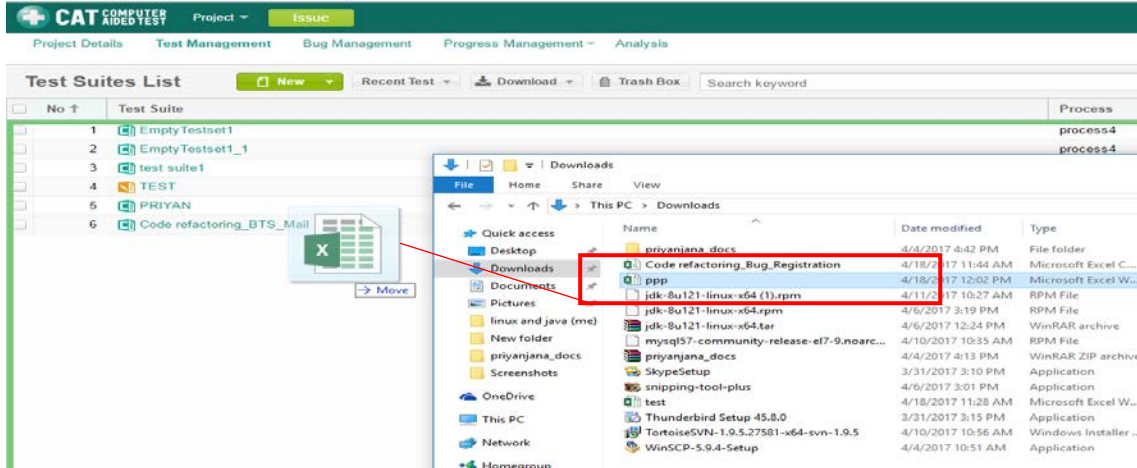 CAT COMPUTER AIDED TEST Project Issue
Project Details Test Management Bug Management Progress Management Analysis
Test Suites List New Recent Test Download Trash Box Search keyword
No ↑ Test Suite Process
1 EmptyTestset1 process4
2 EmptyTestset1_1 process4
3 test suite1
4 TEST
5 PRIYAN
6 Code refactoring_BTS_Mail
→ Move
Downloads
File Home Share View
This PC > Downloads
Name Date modified Type
Quick access
Desktop
Downloads
Documents
Pictures
linux and java (me)
New folder
priyanjana_docs
Screenshots
OneDrive
This PC
Network
Homegroup
priyanjana_docs 4/4/2017 4:42 PM File folder
Code refactoring_Bug_Registration 4/18/2017 11:44 AM Microsoft Excel C...
ppp 4/18/2017 12:02 PM Microsoft Excel W...
jdk-8u121-linux-x64 (1).rpm 4/11/2017 10:27 AM RPM File
jdk-8u121-linux-x64.rpm 4/6/2017 3:19 PM RPM File
jdk-8u121-linux-x64.tar 4/6/2017 12:24 PM WinRAR archive
mysql57-community-release-el7-9.noarc... 4/10/2017 10:35 AM RPM File
priyanjana_docs 4/4/2017 4:13 PM WinRAR ZIP archive
SkypeSetup 3/31/2017 3:10 PM Application
snipping-tool-plus 4/6/2017 3:01 PM Application
test 4/18/2017 11:28 AM Microsoft Excel W...
Thunderbird Setup 45.8.0 3/31/2017 3:15 PM Application
TortoiseSVN-1.9.5.27581-x64-svn-1.9.5 4/10/2017 10:56 AM Windows Installer ...
WinSCP-5.9.4-Setup 4/4/2017 10:51 AM Application